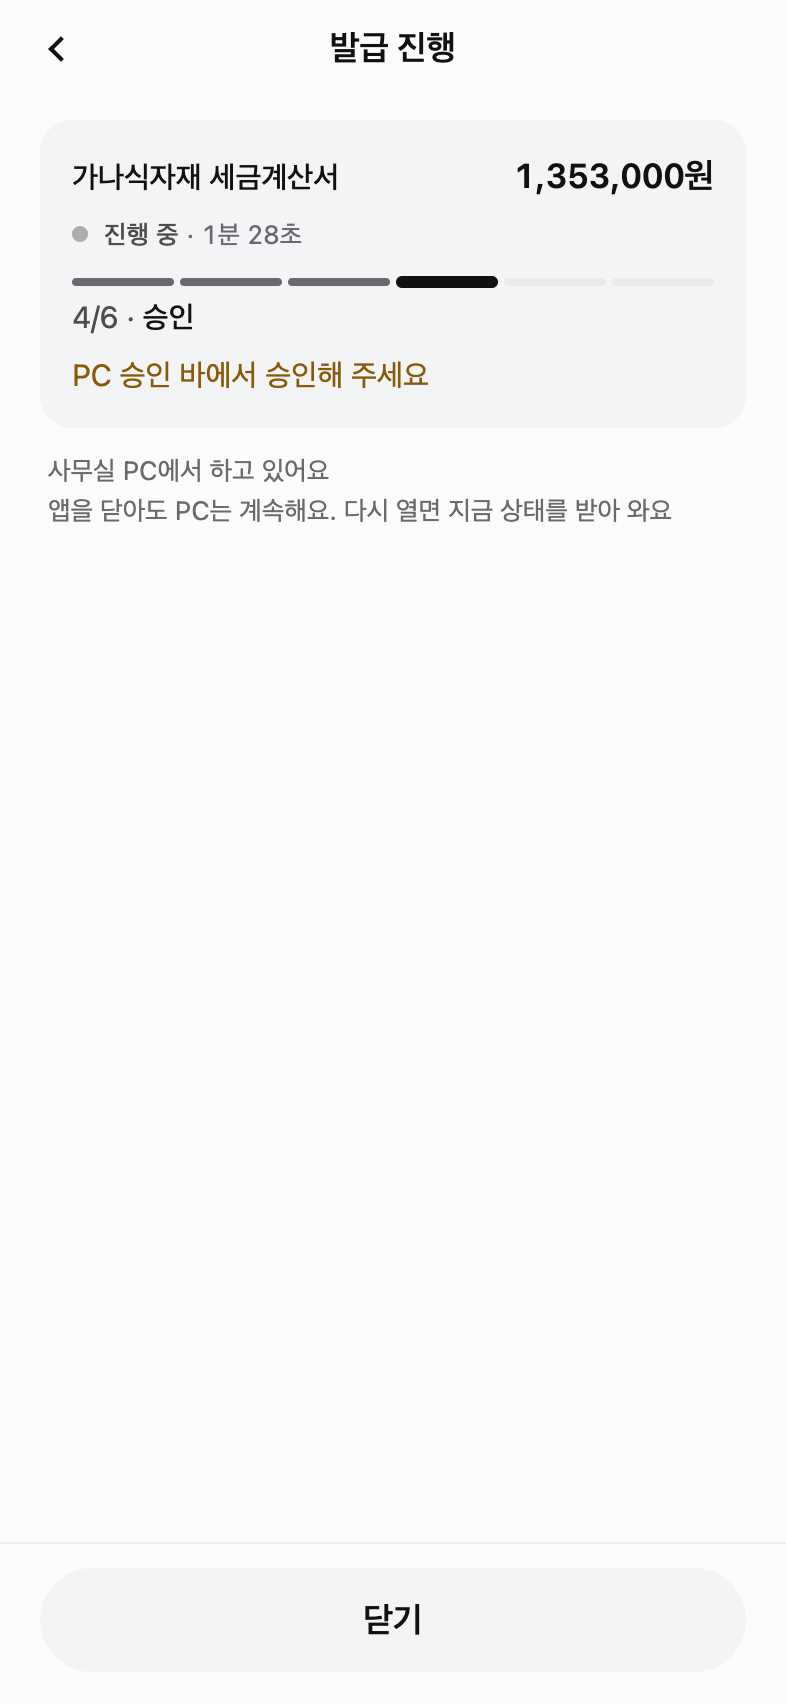 발급 진행
가나식자재 세금계산서 1,353,000원
진행 중 · 1분 28초
4/6 · 승인
PC 승인 바에서 승인해 주세요
사무실 PC에서 하고 있어요
앱을 닫아도 PC는 계속해요. 다시 열면 지금 상태를 받아 와요
닫기